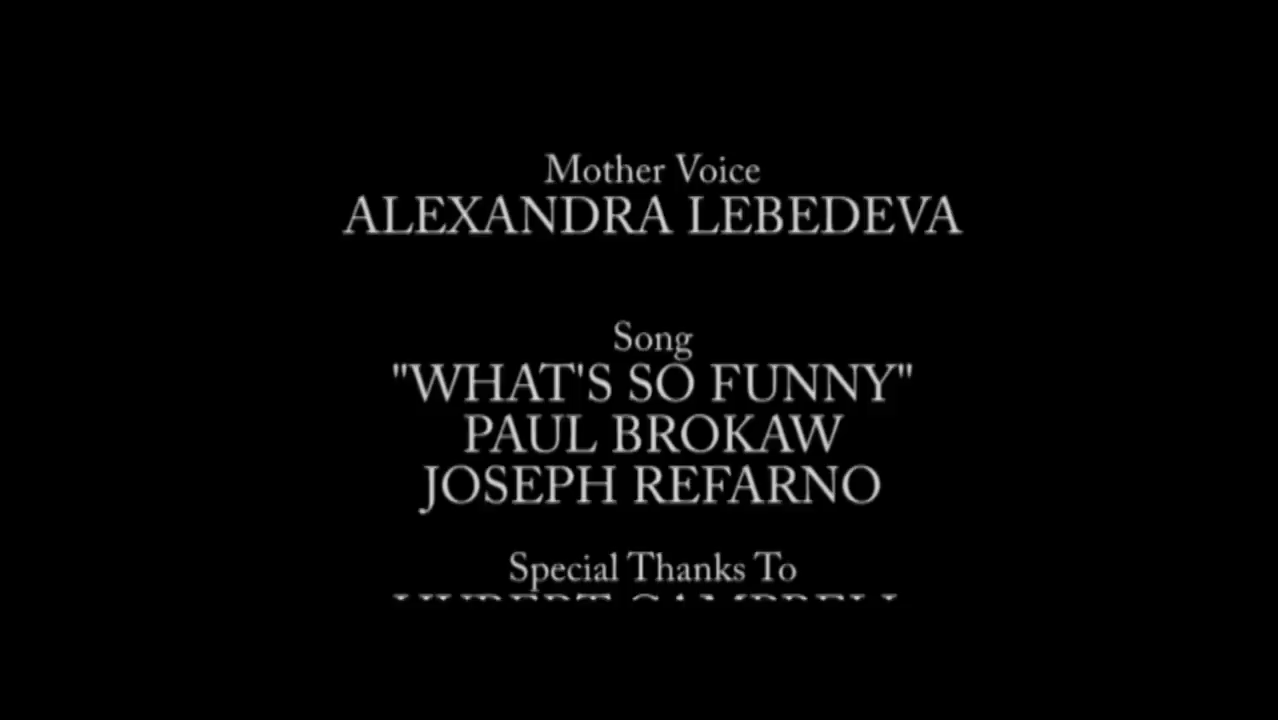 Mother Voice
ALEXANDRA LEBEDEVA
Song
"WHAT'S SO FUNNY"
PAUL BROKAW
JOSEPH REFARNO
Special Thanks To